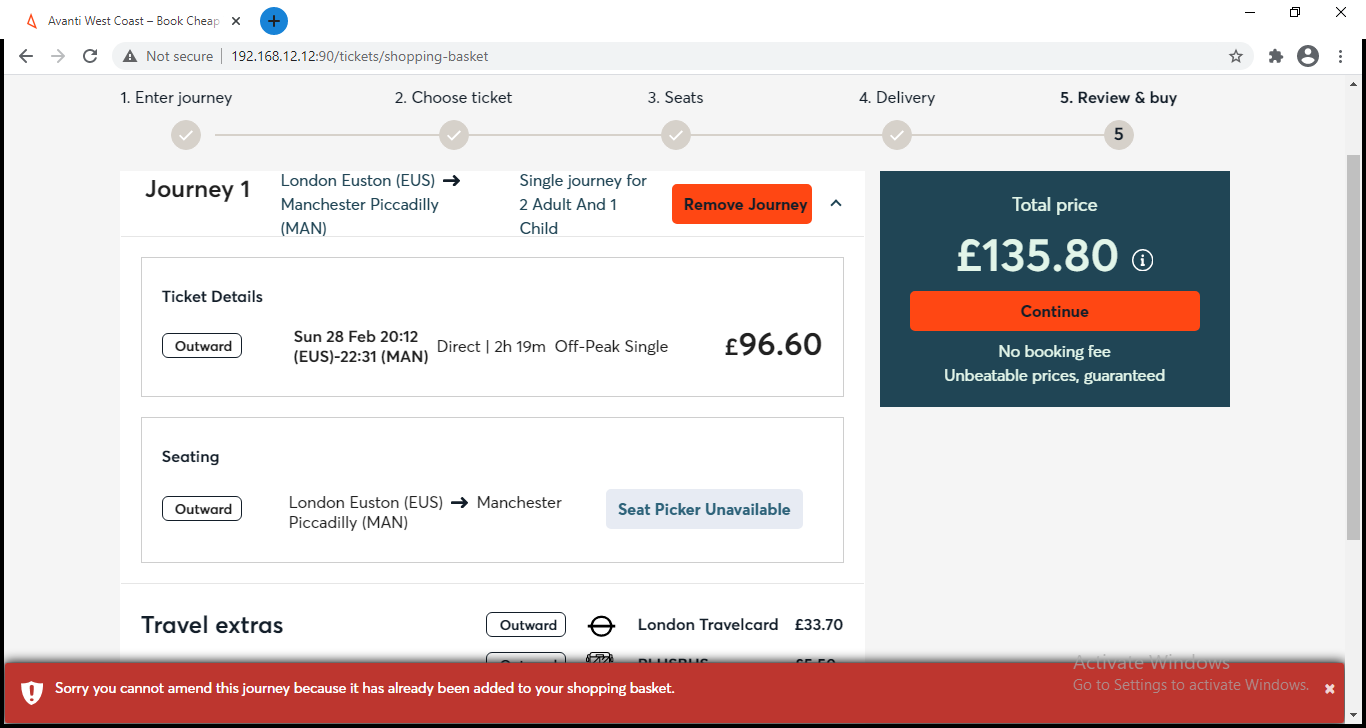 Avanti West Coast – Book Cheap
Not secure
192.168.12.12:90/tickets/shopping-basket
1. Enter journey
2. Choose ticket
3. Seats
4. Delivery
5. Review & buy
5
Journey 1
London Euston (EUS) →
Manchester Piccadilly
(MAN)
Single journey for
2 Adult And 1
Child
Remove Journey
Total price
£135.80
Continue
No booking fee
Unbeatable prices, guaranteed
Ticket Details
Outward
Sun 28 Feb 20:12
(EUS)-22:31 (MAN)
Direct | 2h 19m
Off-Peak Single
£96.60
Seating
Outward
London Euston (EUS) → Manchester
Piccadilly (MAN)
Seat Picker Unavailable
Travel extras
Outward
London Travelcard
£33.70
Outward
PLUSBUS
£5.50
Activate Windows
Go to Settings to activate Windows.
Sorry you cannot amend this journey because it has already been added to your shopping basket.